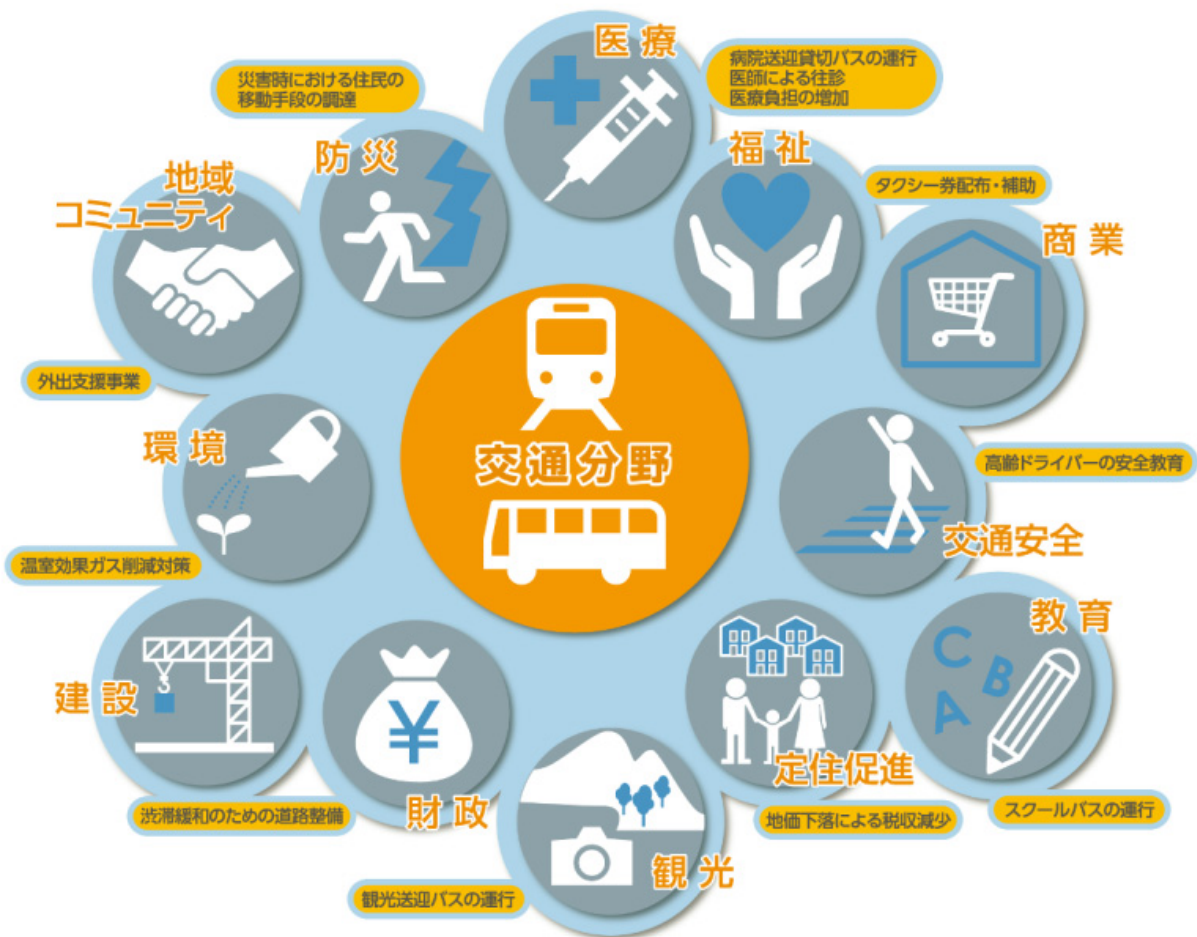 医療
病院送迎貸切バスの運行
医師による往診
医療負担の増加
災害時における住民の
移動手段の調達
防災
福祉
タクシー券配布・補助
地域
コミュニティ
商業
外出支援事業
環境
交通分野
高齢ドライバーの安全教育
交通安全
温室効果ガス削減対策
教育
C
B
A
建設
¥
定住促進
渋滞緩和のための道路整備
財政
地価下落による税収減少
スクールバスの運行
観光
観光送迎バスの運行